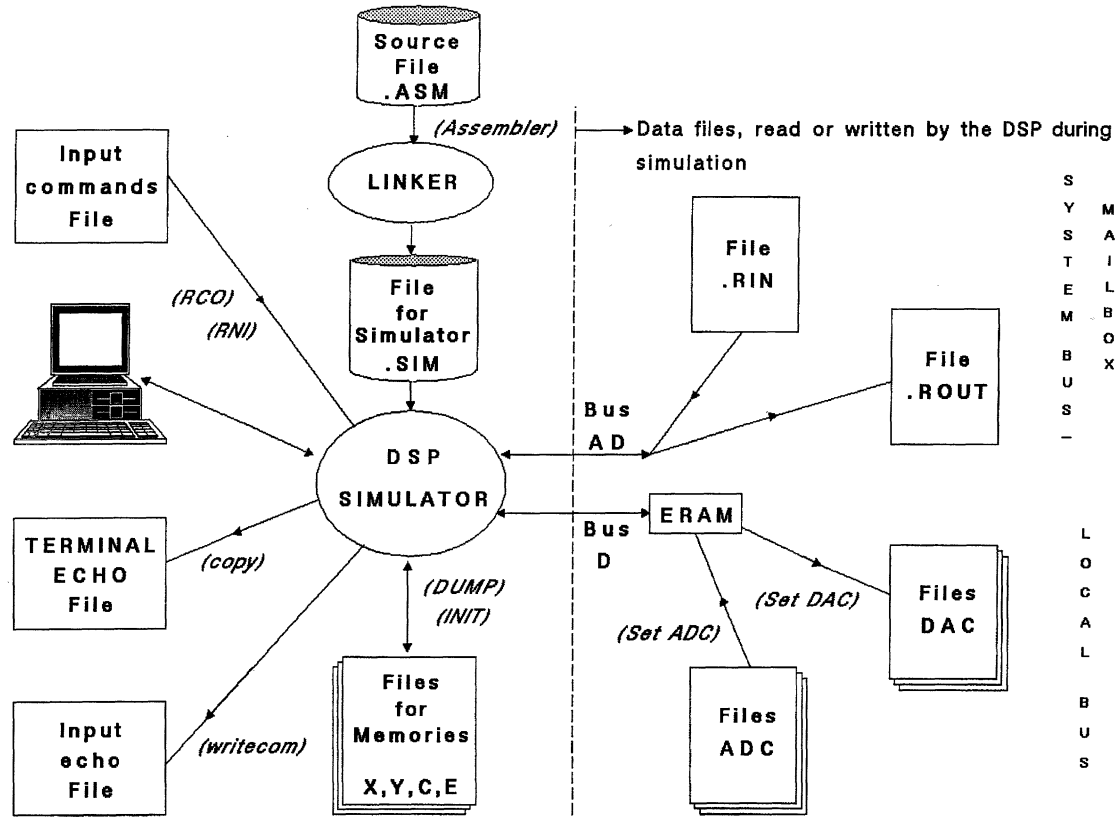 Source
File
.ASM
(Assembler)
Data files, read or written by the DSP during
simulation
Input
commands
File
LINKER
(RCO)
(RNI)
File
for
Simulator
.SIM
File
.RIN
File
.ROUT
SYSTEM BUS–
MAILBOX
DSP
SIMULATOR
Bus
AD
Bus
D
ERAM
TERMINAL
ECHO
File
(copy)
(DUMP)
(INIT)
(Set DAC)
(Set ADC)
Files
DAC
Files
ADC
LOCAL BUS
Input
echo
File
(writecom)
Files
for
Memories
X,Y,C,E